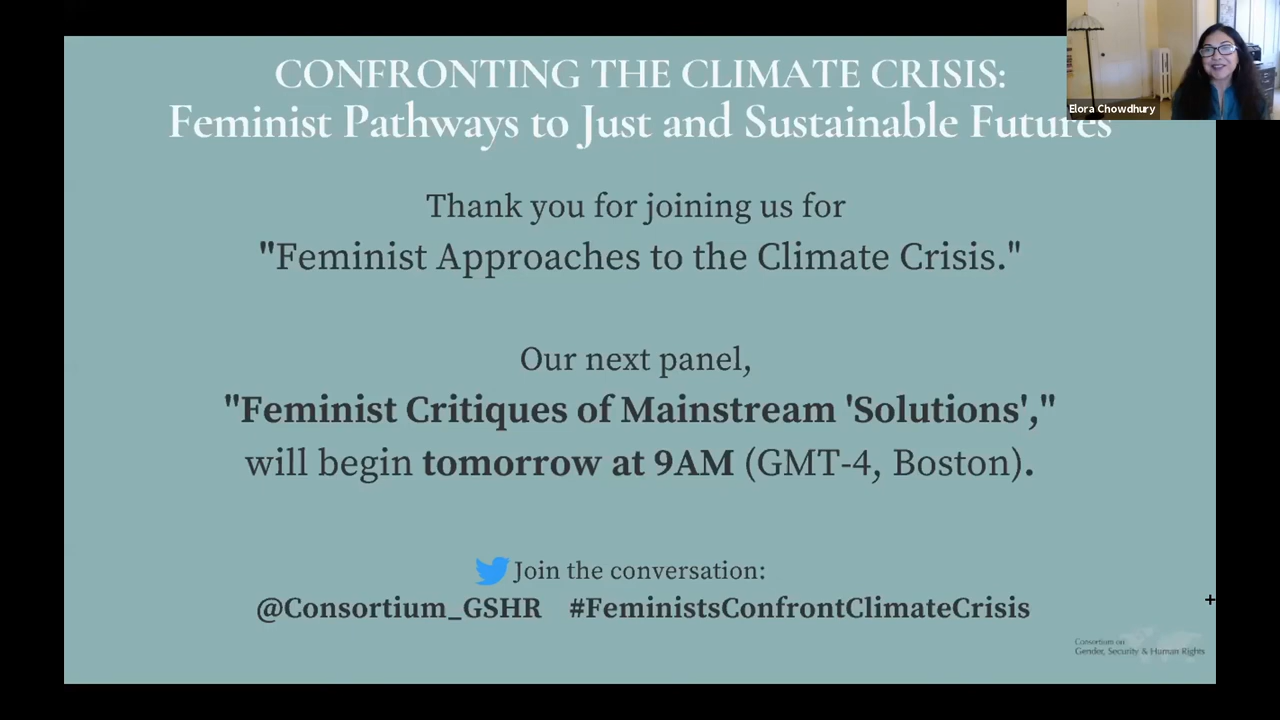 CONFRONTING THE CLIMATE CRISIS:
Feminist Pathways to Just and Sustainable Futures
Elora Chowdhury
Thank you for joining us for
"Feminist Approaches to the Climate Crisis."
Our next panel,
"Feminist Critiques of Mainstream 'Solutions',"
will begin tomorrow at 9AM (GMT-4, Boston).
Join the conversation:
@Consortium_GSHR #FeministsConfrontClimateCrisis
Consortium on
Gender, Security & Human Rights